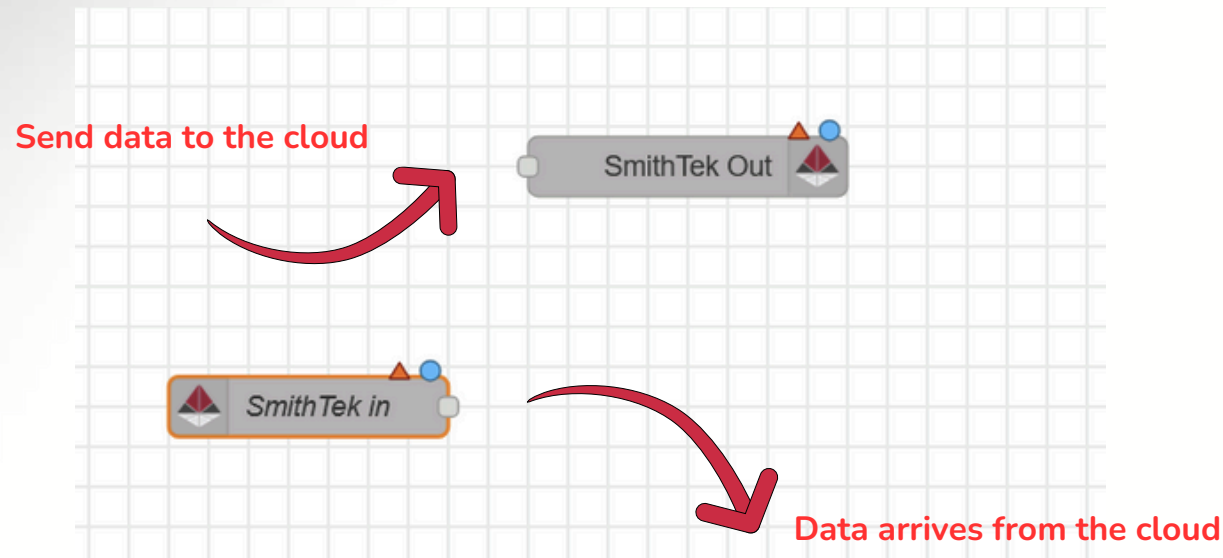 Send data to the cloud
SmithTek Out
SmithTek in
Data arrives from the cloud